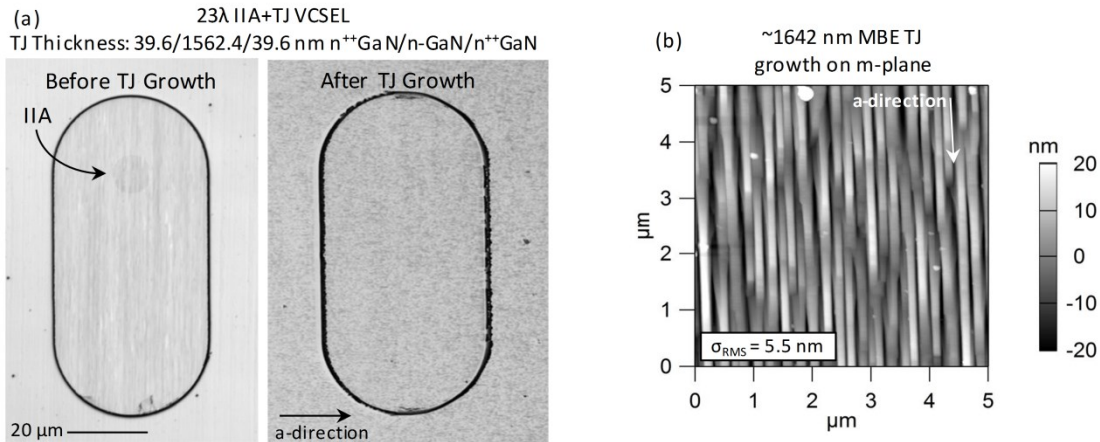 (a)
23λ IIA+TJ VCSEL
TJ Thickness: 39.6/1562.4/39.6 nm n⁺⁺GaN/n-GaN/n⁺⁺GaN
Before TJ Growth
IIA
20 μm
After TJ Growth
a-direction
(b)
~1642 nm MBE TJ
growth on m-plane
a-direction
5
4
3
2
1
0
μm
σRMS = 5.5 nm
0 1 2 3 4 5
μm
nm
20
10
0
-10
-20